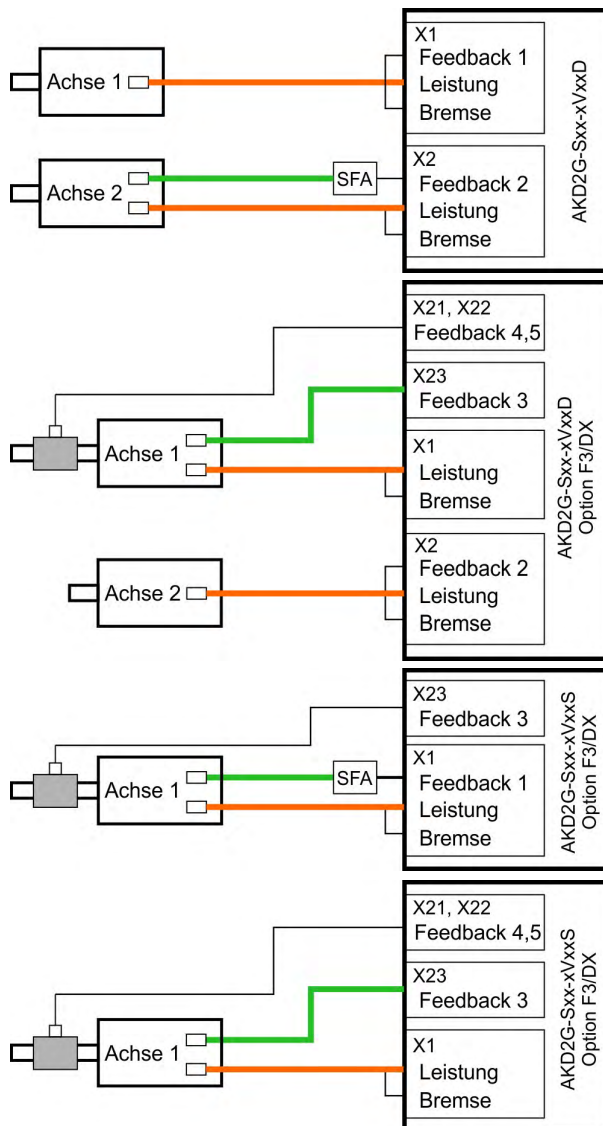 Achse 1
X1
Feedback 1
Leistung
Bremse
Achse 2
SFA
X2
Feedback 2
Leistung
Bremse
AKD2G-Sxx-xVxxD
X21, X22
Feedback 4,5
X23
Feedback 3
Achse 1
X1
Leistung
Bremse
Achse 2
X2
Feedback 2
Leistung
Bremse
AKD2G-Sxx-xVxxD
Option F3/DX
X23
Feedback 3
Achse 1
SFA
X1
Feedback 1
Leistung
Bremse
AKD2G-Sxx-xVxxS
Option F3/DX
X21, X22
Feedback 4,5
X23
Feedback 3
Achse 1
X1
Leistung
Bremse
AKD2G-Sxx-xVxxS
Option F3/DX